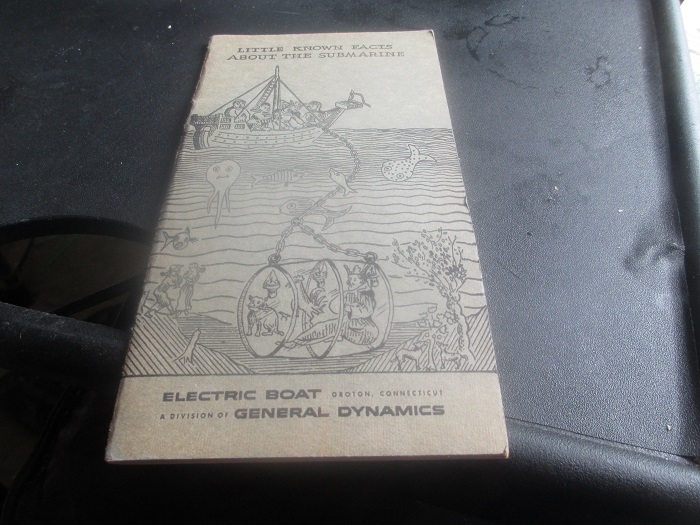 LITTLE KNOWN FACTS
ABOUT THE SUBMARINE
ELECTRIC BOAT GROTON, CONNECTICUT
A DIVISION OF GENERAL DYNAMICS